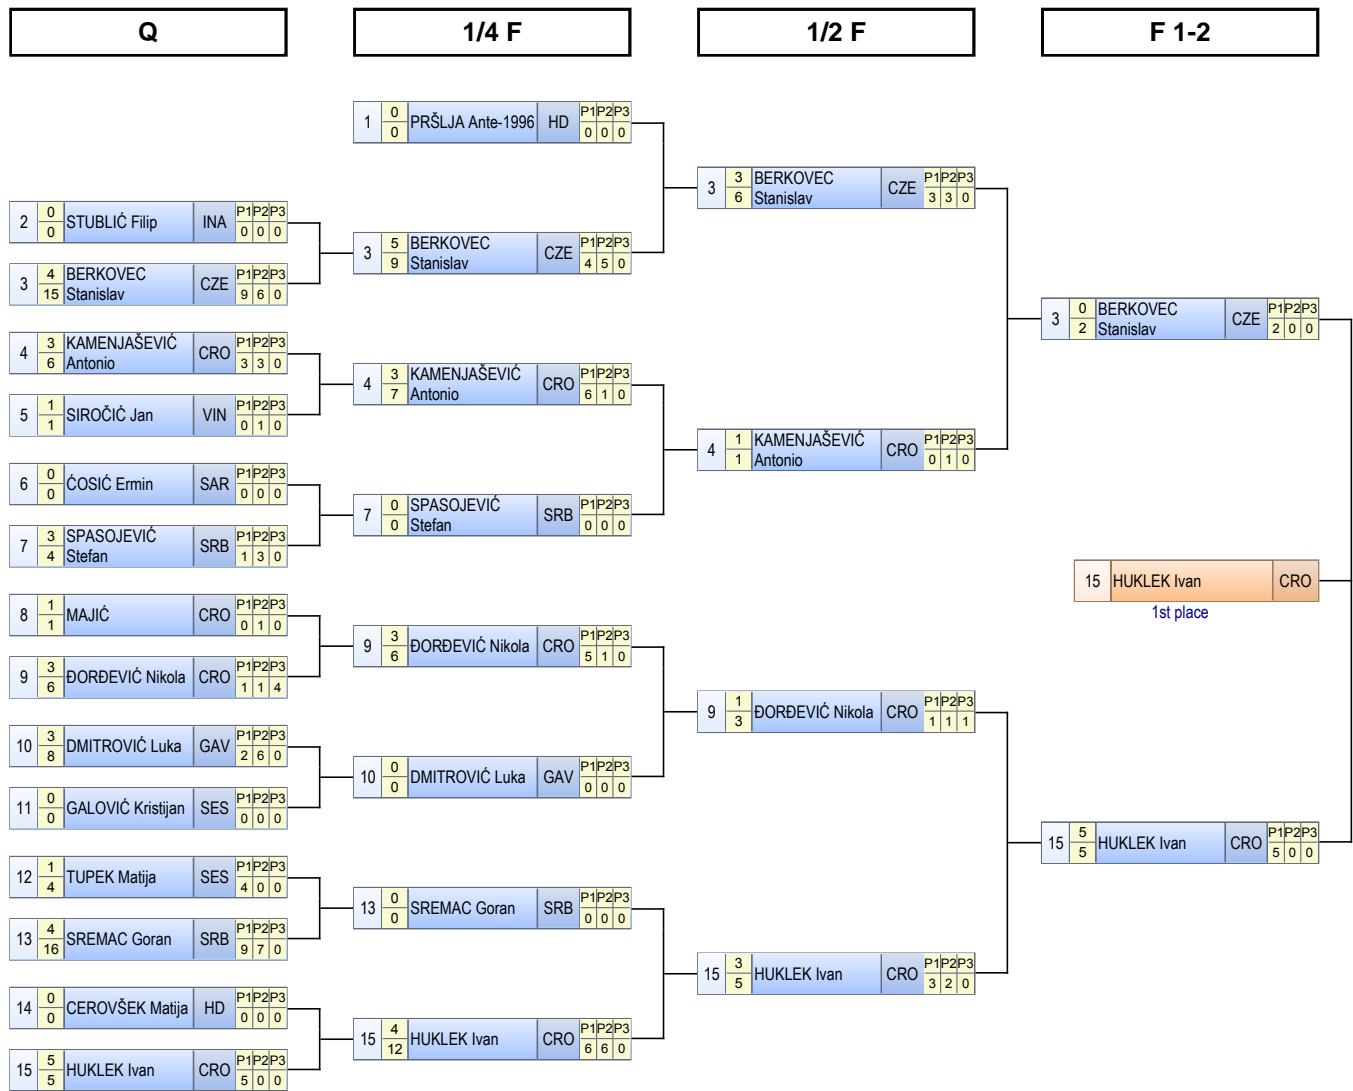 Q
1/4 F
1/2 F
F 1-2
1 0 0 PRŠLJA Ante-1996 HD P1 P2 P3 0 0 0
3 3 6 BERKOVEC Stanislav CZE P1 P2 P3 3 3 0
2 0 0 STUBLIĆ Filip INA P1 P2 P3 0 0 0
3 5 9 BERKOVEC Stanislav CZE P1 P2 P3 4 5 0
3 4 15 BERKOVEC Stanislav CZE P1 P2 P3 9 6 0
3 0 2 BERKOVEC Stanislav CZE P1 P2 P3 2 0 0
4 3 6 KAMENJAŠEVIĆ Antonio CRO P1 P2 P3 3 3 0
4 3 7 KAMENJAŠEVIĆ Antonio CRO P1 P2 P3 6 1 0
5 1 1 SIROČIĆ Jan VIN P1 P2 P3 0 1 0
4 1 1 KAMENJAŠEVIĆ Antonio CRO P1 P2 P3 0 1 0
6 0 0 ĆOSIĆ Ermin SAR P1 P2 P3 0 0 0
7 0 0 SPASOJEVIĆ Stefan SRB P1 P2 P3 0 0 0
7 3 4 SPASOJEVIĆ Stefan SRB P1 P2 P3 1 3 0
15 HUKLEK Ivan CRO
1st place
8 1 1 MAJIĆ CRO P1 P2 P3 0 1 0
9 3 6 ĐORĐEVIĆ Nikola CRO P1 P2 P3 5 1 0
9 3 6 ĐORĐEVIĆ Nikola CRO P1 P2 P3 1 1 4
9 1 3 ĐORĐEVIĆ Nikola CRO P1 P2 P3 1 1 1
10 3 8 DMITROVIĆ Luka GAV P1 P2 P3 2 6 0
10 0 0 DMITROVIĆ Luka GAV P1 P2 P3 0 0 0
11 0 0 GALOVIĆ Kristijan SES P1 P2 P3 0 0 0
15 5 5 HUKLEK Ivan CRO P1 P2 P3 5 0 0
12 1 4 TUPEK Matija SES P1 P2 P3 4 0 0
13 0 0 SREMAC Goran SRB P1 P2 P3 0 0 0
13 4 16 SREMAC Goran SRB P1 P2 P3 9 7 0
15 3 5 HUKLEK Ivan CRO P1 P2 P3 3 2 0
14 0 0 CEROVŠEK Matija HD P1 P2 P3 0 0 0
15 4 12 HUKLEK Ivan CRO P1 P2 P3 6 6 0
15 5 5 HUKLEK Ivan CRO P1 P2 P3 5 0 0